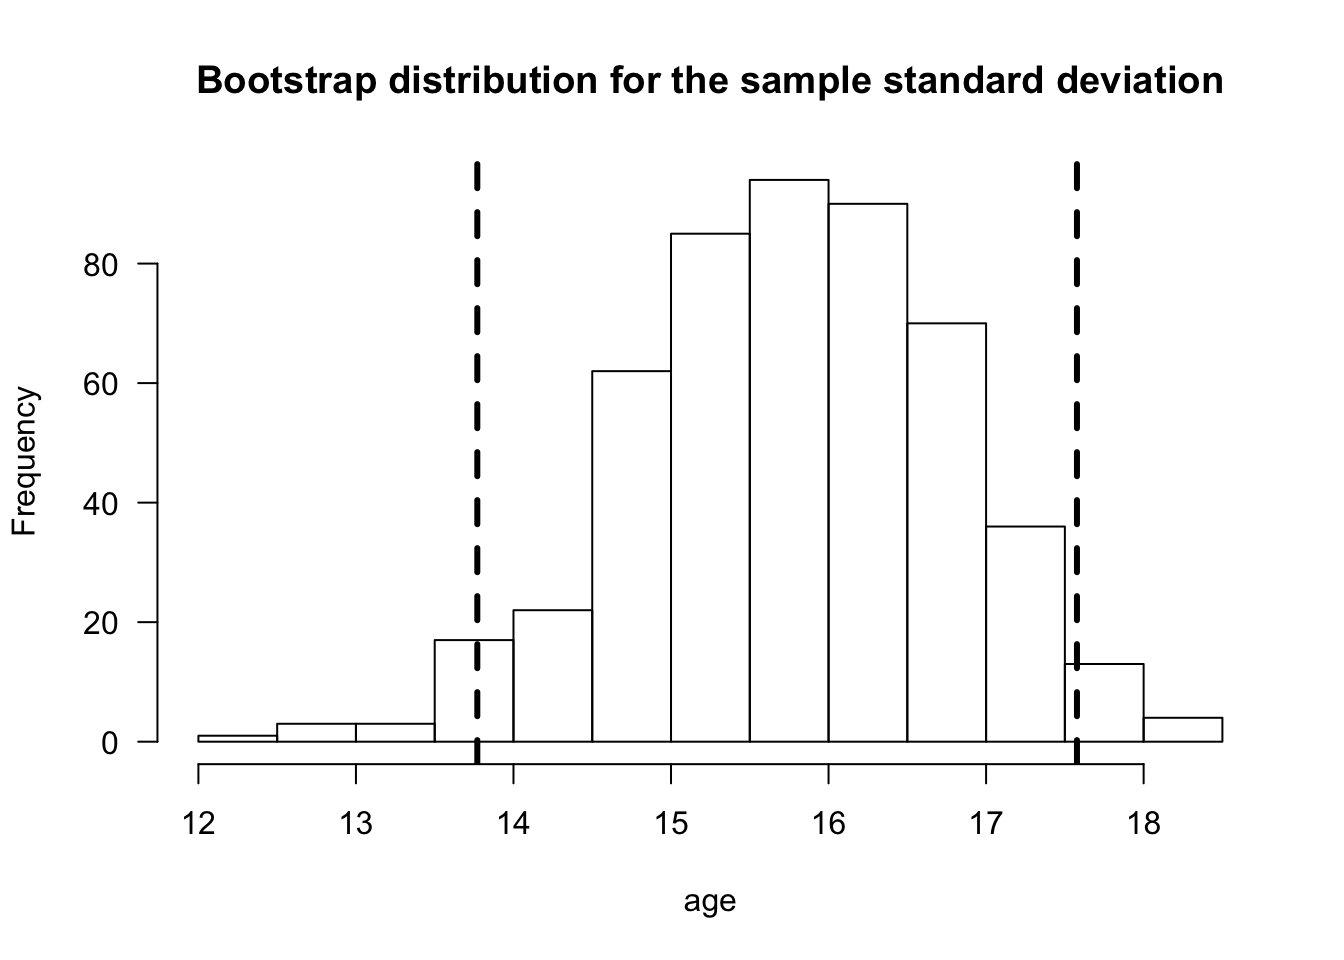 Bootstrap distribution for the sample standard deviation
80
60
40
20
0
Frequency
12 13 14 15 16 17 18
age